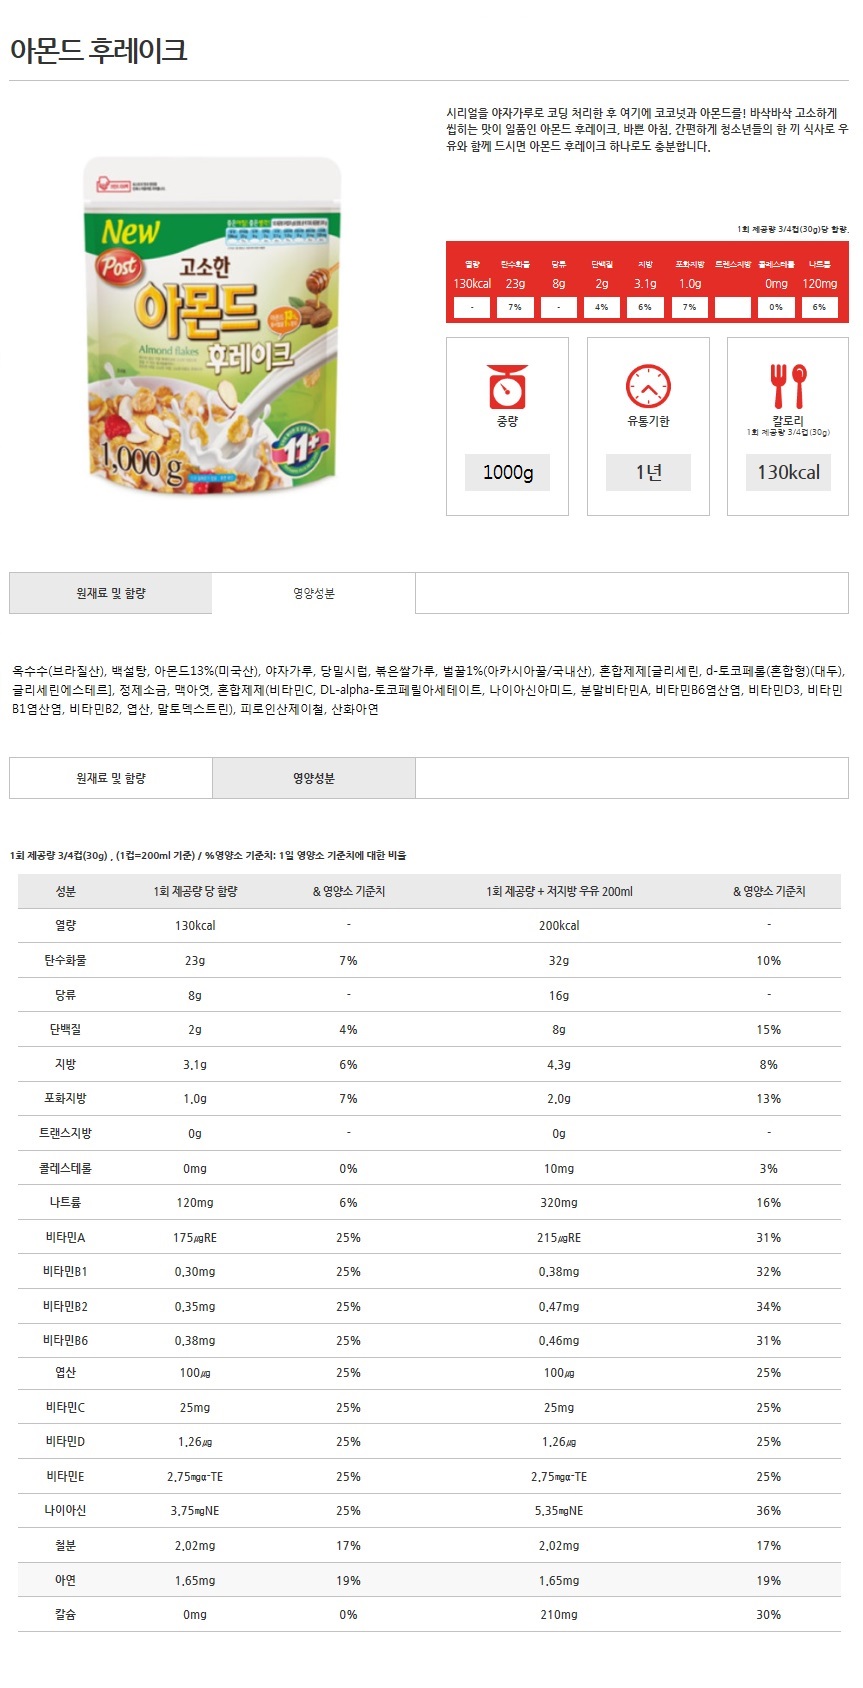 아몬드 후레이크
시리얼을 야자가루로 코딩 처리한 후 여기에 코코넛과 아몬드를! 바삭바삭 고소하게
씹히는 맛이 일품인 아몬드 후레이크. 바쁜 아침, 간편하게 청소년들의 한 끼 식사로 우
유와 함께 드시면 아몬드 후레이크 하나로도 충분합니다.
New
Post
고소한
아몬드
Almond flakes
후레이크
11+
1,000 g
1회 제공량 3/4컵(30g)당 함량.
열량 탄수화물 당류 단백질 지방 포화지방 트랜스지방 콜레스테롤 나트륨
130kcal 23g 8g 2g 3.1g 1.0g 0mg 120mg
- 7% - 4% 6% 7% 0% 6%
중량 유통기한 칼로리
1회 제공량 3/4컵(30g)
1000g 1년 130kcal
원재료 및 함량 영양성분
옥수수(브라질산), 백설탕, 아몬드13%(미국산), 야자가루, 당밀시럽, 볶은쌀가루, 벌꿀1%(아카시아꿀/국내산), 혼합제제[글리세린, d-토코페롤(혼합형)(대두),
글리세린에스테르], 정제소금, 맥아엿, 혼합제제(비타민C, DL-alpha-토코페릴아세테이트, 나이아신아미드, 분말비타민A, 비타민B6염산염, 비타민D3, 비타민
B1염산염, 비타민B2, 엽산, 말토덱스트린), 피로인산제이철, 산화아연
원재료 및 함량 영양성분
1회 제공량 3/4컵(30g) , (1컵=200ml 기준) / %영양소 기준치: 1일 영양소 기준치에 대한 비율
성분 1회 제공량 당 함량 & 영양소 기준치 1회 제공량 + 저지방 우유 200ml & 영양소 기준치
열량 130kcal - 200kcal -
탄수화물 23g 7% 32g 10%
당류 8g - 16g -
단백질 2g 4% 8g 15%
지방 3.1g 6% 4.3g 8%
포화지방 1.0g 7% 2.0g 13%
트랜스지방 0g - 0g -
콜레스테롤 0mg 0% 10mg 3%
나트륨 120mg 6% 320mg 16%
비타민A 175㎍RE 25% 215㎍RE 31%
비타민B1 0.30mg 25% 0.38mg 32%
비타민B2 0.35mg 25% 0.47mg 34%
비타민B6 0.38mg 25% 0.46mg 31%
엽산 100㎍ 25% 100㎍ 25%
비타민C 25mg 25% 25mg 25%
비타민D 1.26㎍ 25% 1.26㎍ 25%
비타민E 2.75㎎α-TE 25% 2.75㎎α-TE 25%
나이아신 3.75㎎NE 25% 5.35㎎NE 36%
철분 2.02mg 17% 2.02mg 17%
아연 1.65mg 19% 1.65mg 19%
칼슘 0mg 0% 210mg 30%